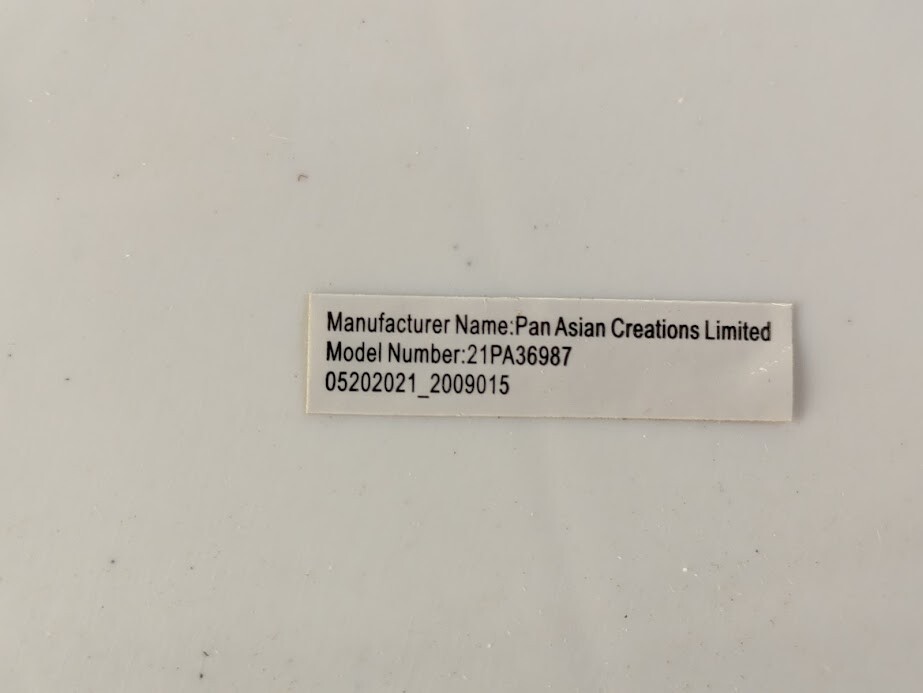 Manufacturer Name:Pan Asian Creations Limited
Model Number:21PA36987
05202021_2009015